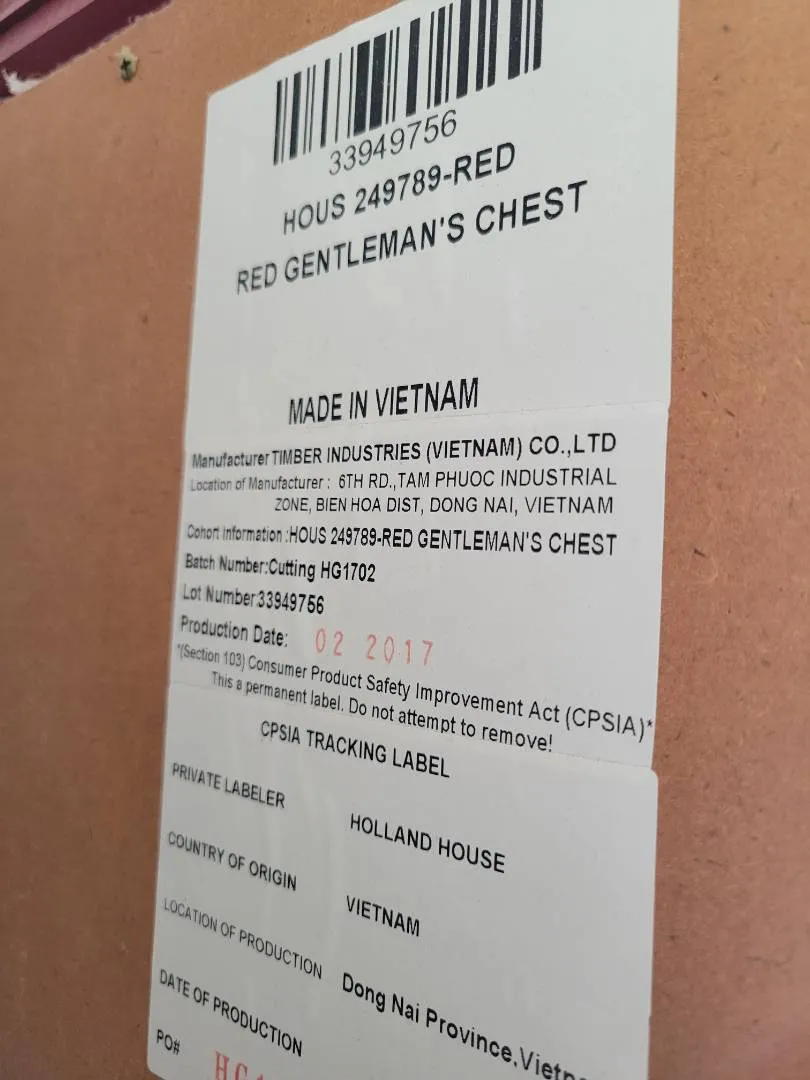 33949756
HOUS 249789-RED
RED GENTLEMAN'S CHEST
MADE IN VIETNAM
Manufacturer TIMBER INDUSTRIES (VIETNAM) CO.,LTD
Location of Manufacturer : 6TH RD.,TAM PHUOC INDUSTRIAL
ZONE, BIEN HOA DIST, DONG NAI, VIETNAM
Cohort information :HOUS 249789-RED GENTLEMAN'S CHEST
Batch Number:Cutting HG1702
Lot Number:33949756
Production Date: 02 2017
*(Section 103) Consumer Product Safety Improvement Act (CPSIA)*
This a permanent label. Do not attempt to remove!
CPSIA TRACKING LABEL
PRIVATE LABELER HOLLAND HOUSE
COUNTRY OF ORIGIN VIETNAM
LOCATION OF PRODUCTION Dong Nai Province,
DATE OF PRODUCTION
PO#